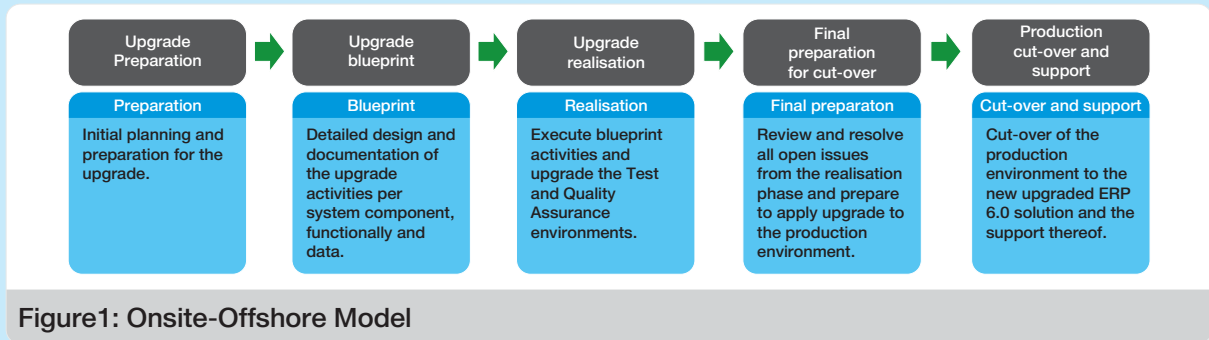 Upgrade
Preparation
Upgrade
blueprint
Upgrade
realisation
Final
preparation
for cut-over
Production
cut-over and
support
Preparation
Initial planning and
preparation for the
upgrade.
Blueprint
Detailed design and
documentation of
the upgrade
activities per
system component,
functionally and
data.
Realisation
Execute blueprint
activities and
upgrade the Test
and Quality
Assurance
environments.
Final preparaton
Review and resolve
all open issues
from the realisation
phase and prepare
to apply upgrade to
the production
environment.
Cut-over and support
Cut-over of the
production
environment to the
new upgraded ERP
6.0 solution and the
support thereof.
Figure1: Onsite-Offshore Model